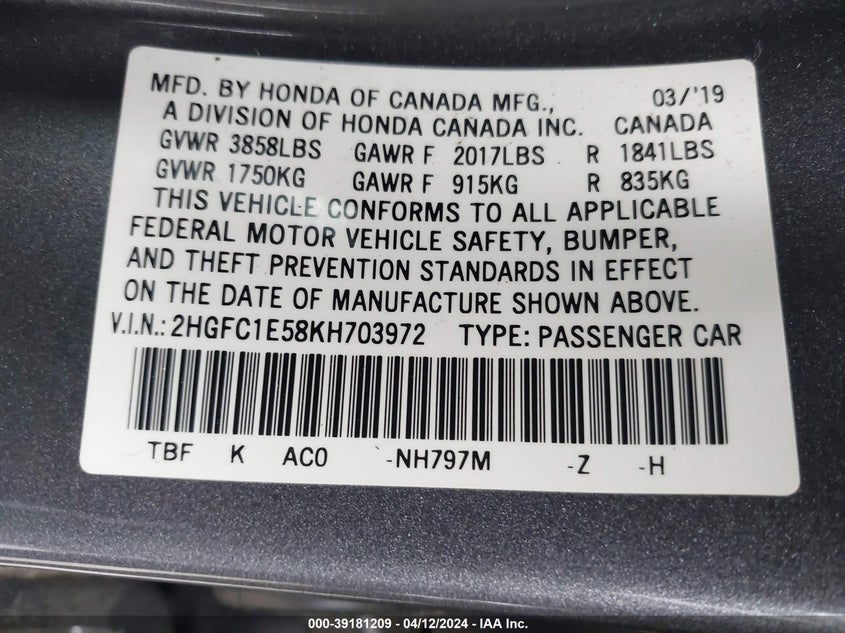 MFD. BY HONDA OF CANADA MFG., 03/'19
A DIVISION OF HONDA CANADA INC. CANADA
GVWR 3858LBS GAWR F 2017LBS R 1841LBS
GVWR 1750KG GAWR F 915KG R 835KG
THIS VEHICLE CONFORMS TO ALL APPLICABLE
FEDERAL MOTOR VEHICLE SAFETY, BUMPER,
AND THEFT PREVENTION STANDARDS IN EFFECT
ON THE DATE OF MANUFACTURE SHOWN ABOVE.
V.I.N.: 2HGFC1E58KH703972 TYPE: PASSENGER CAR
TBF K AC0 -NH797M -Z -H
000-39181209 - 04/12/2024 - IAA Inc.